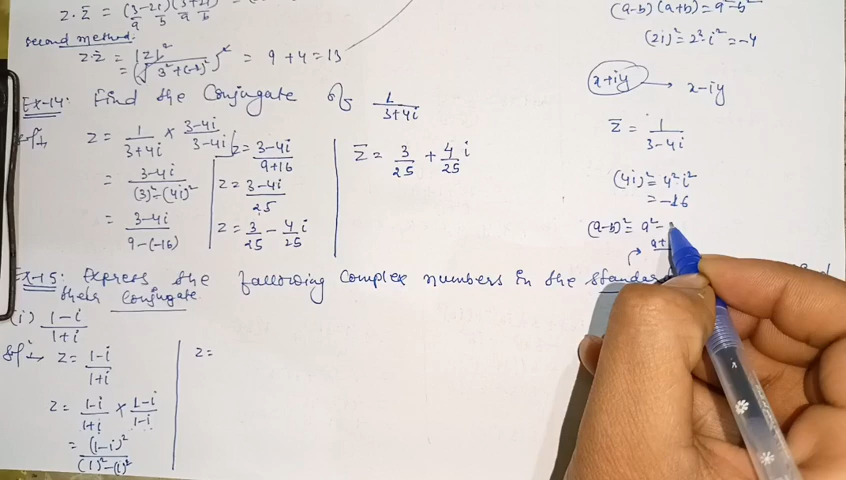 z·z̄ = (3-2i)(3+2i)
a b a b
second method.
z·z̄ = |z|²
= (√3²+(-2)²)² = 9+4=13
Ex-14: Find the Conjugate of 1/3+4i
Solⁿ z = 1/3+4i × 3-4i/3-4i
= 3-4i/(3)²-(4i)²
= 3-4i/9-(-16)
z = 3-4i/9+16
z = 3-4i/25
z = 3/25 - 4/25 i
z̄ = 3/25 + 4/25 i
(a-b)(a+b)=a²-b²
(2i)²=2²·i²=-4
x+iy → x-iy
z̄ = 1/3-4i
(4i)²=4²·i²
=-16
(a-b)²= a²-
a+
Ex-15: Express the following Complex numbers in the
their Conjugate.
(i) 1-i/1+i
Solⁿ z = 1-i/1+i
z = 1-i/1+i × 1-i/1-i
= (1-i)²/(1)²-(i)²
z =